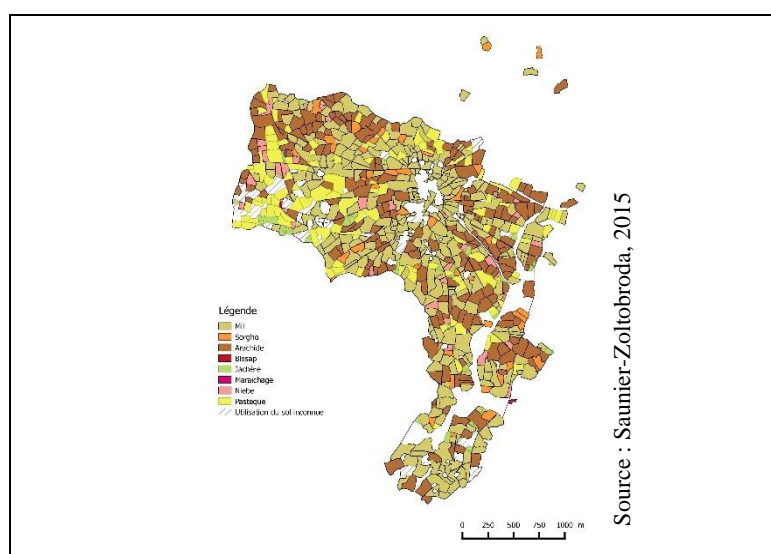 Légende
Mil
Sorgho
Arachide
Bissap
Jachère
Maraichage
Niebe
Pasteque
Utilisation du sol inconnue
0 250 500 750 1000 m
Source : Saunier-Zoltobroda, 2015